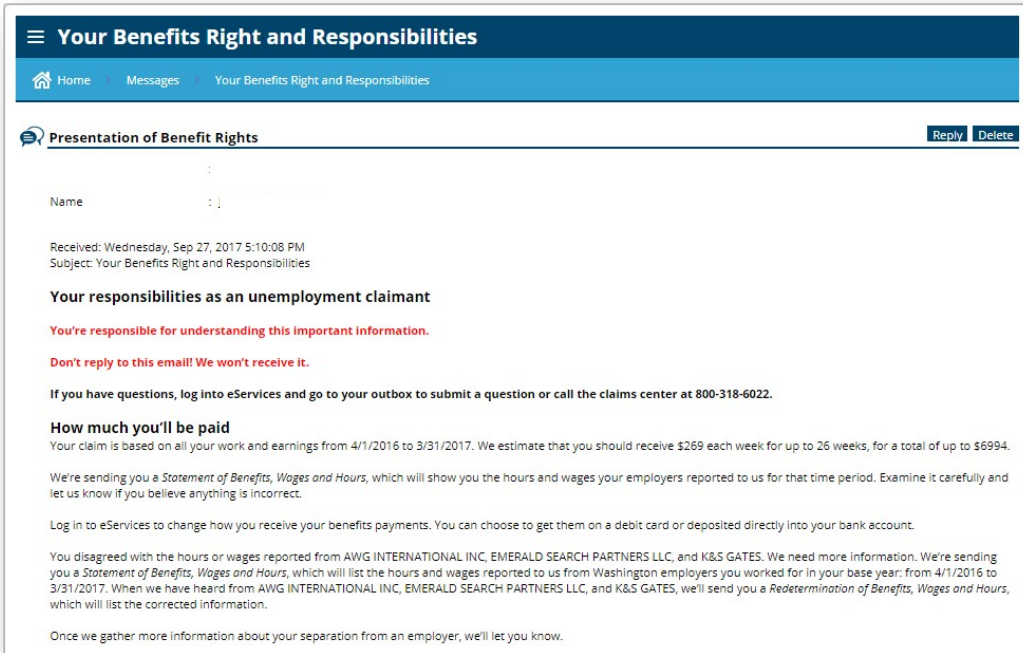 Your Benefits Right and Responsibilities
Home Messages Your Benefits Right and Responsibilities
Presentation of Benefit Rights Reply Delete
:
Name :
Received: Wednesday, Sep 27, 2017 5:10:08 PM
Subject: Your Benefits Right and Responsibilities
Your responsibilities as an unemployment claimant
You're responsible for understanding this important information.
Don't reply to this email! We won't receive it.
If you have questions, log into eServices and go to your outbox to submit a question or call the claims center at 800-318-6022.
How much you'll be paid
Your claim is based on all your work and earnings from 4/1/2016 to 3/31/2017. We estimate that you should receive $269 each week for up to 26 weeks, for a total of up to $6994.
We're sending you a Statement of Benefits, Wages and Hours, which will show you the hours and wages your employers reported to us for that time period. Examine it carefully and
let us know if you believe anything is incorrect.
Log in to eServices to change how you receive your benefits payments. You can choose to get them on a debit card or deposited directly into your bank account.
You disagreed with the hours or wages reported from AWG INTERNATIONAL INC, EMERALD SEARCH PARTNERS LLC, and K&S GATES. We need more information. We're sending
you a Statement of Benefits, Wages and Hours, which will list the hours and wages reported to us from Washington employers you worked for in your base year: from 4/1/2016 to
3/31/2017. When we have heard from AWG INTERNATIONAL INC, EMERALD SEARCH PARTNERS LLC, and K&S GATES, we'll send you a Redetermination of Benefits, Wages and Hours,
which will list the corrected information.
Once we gather more information about your separation from an employer, we'll let you know.